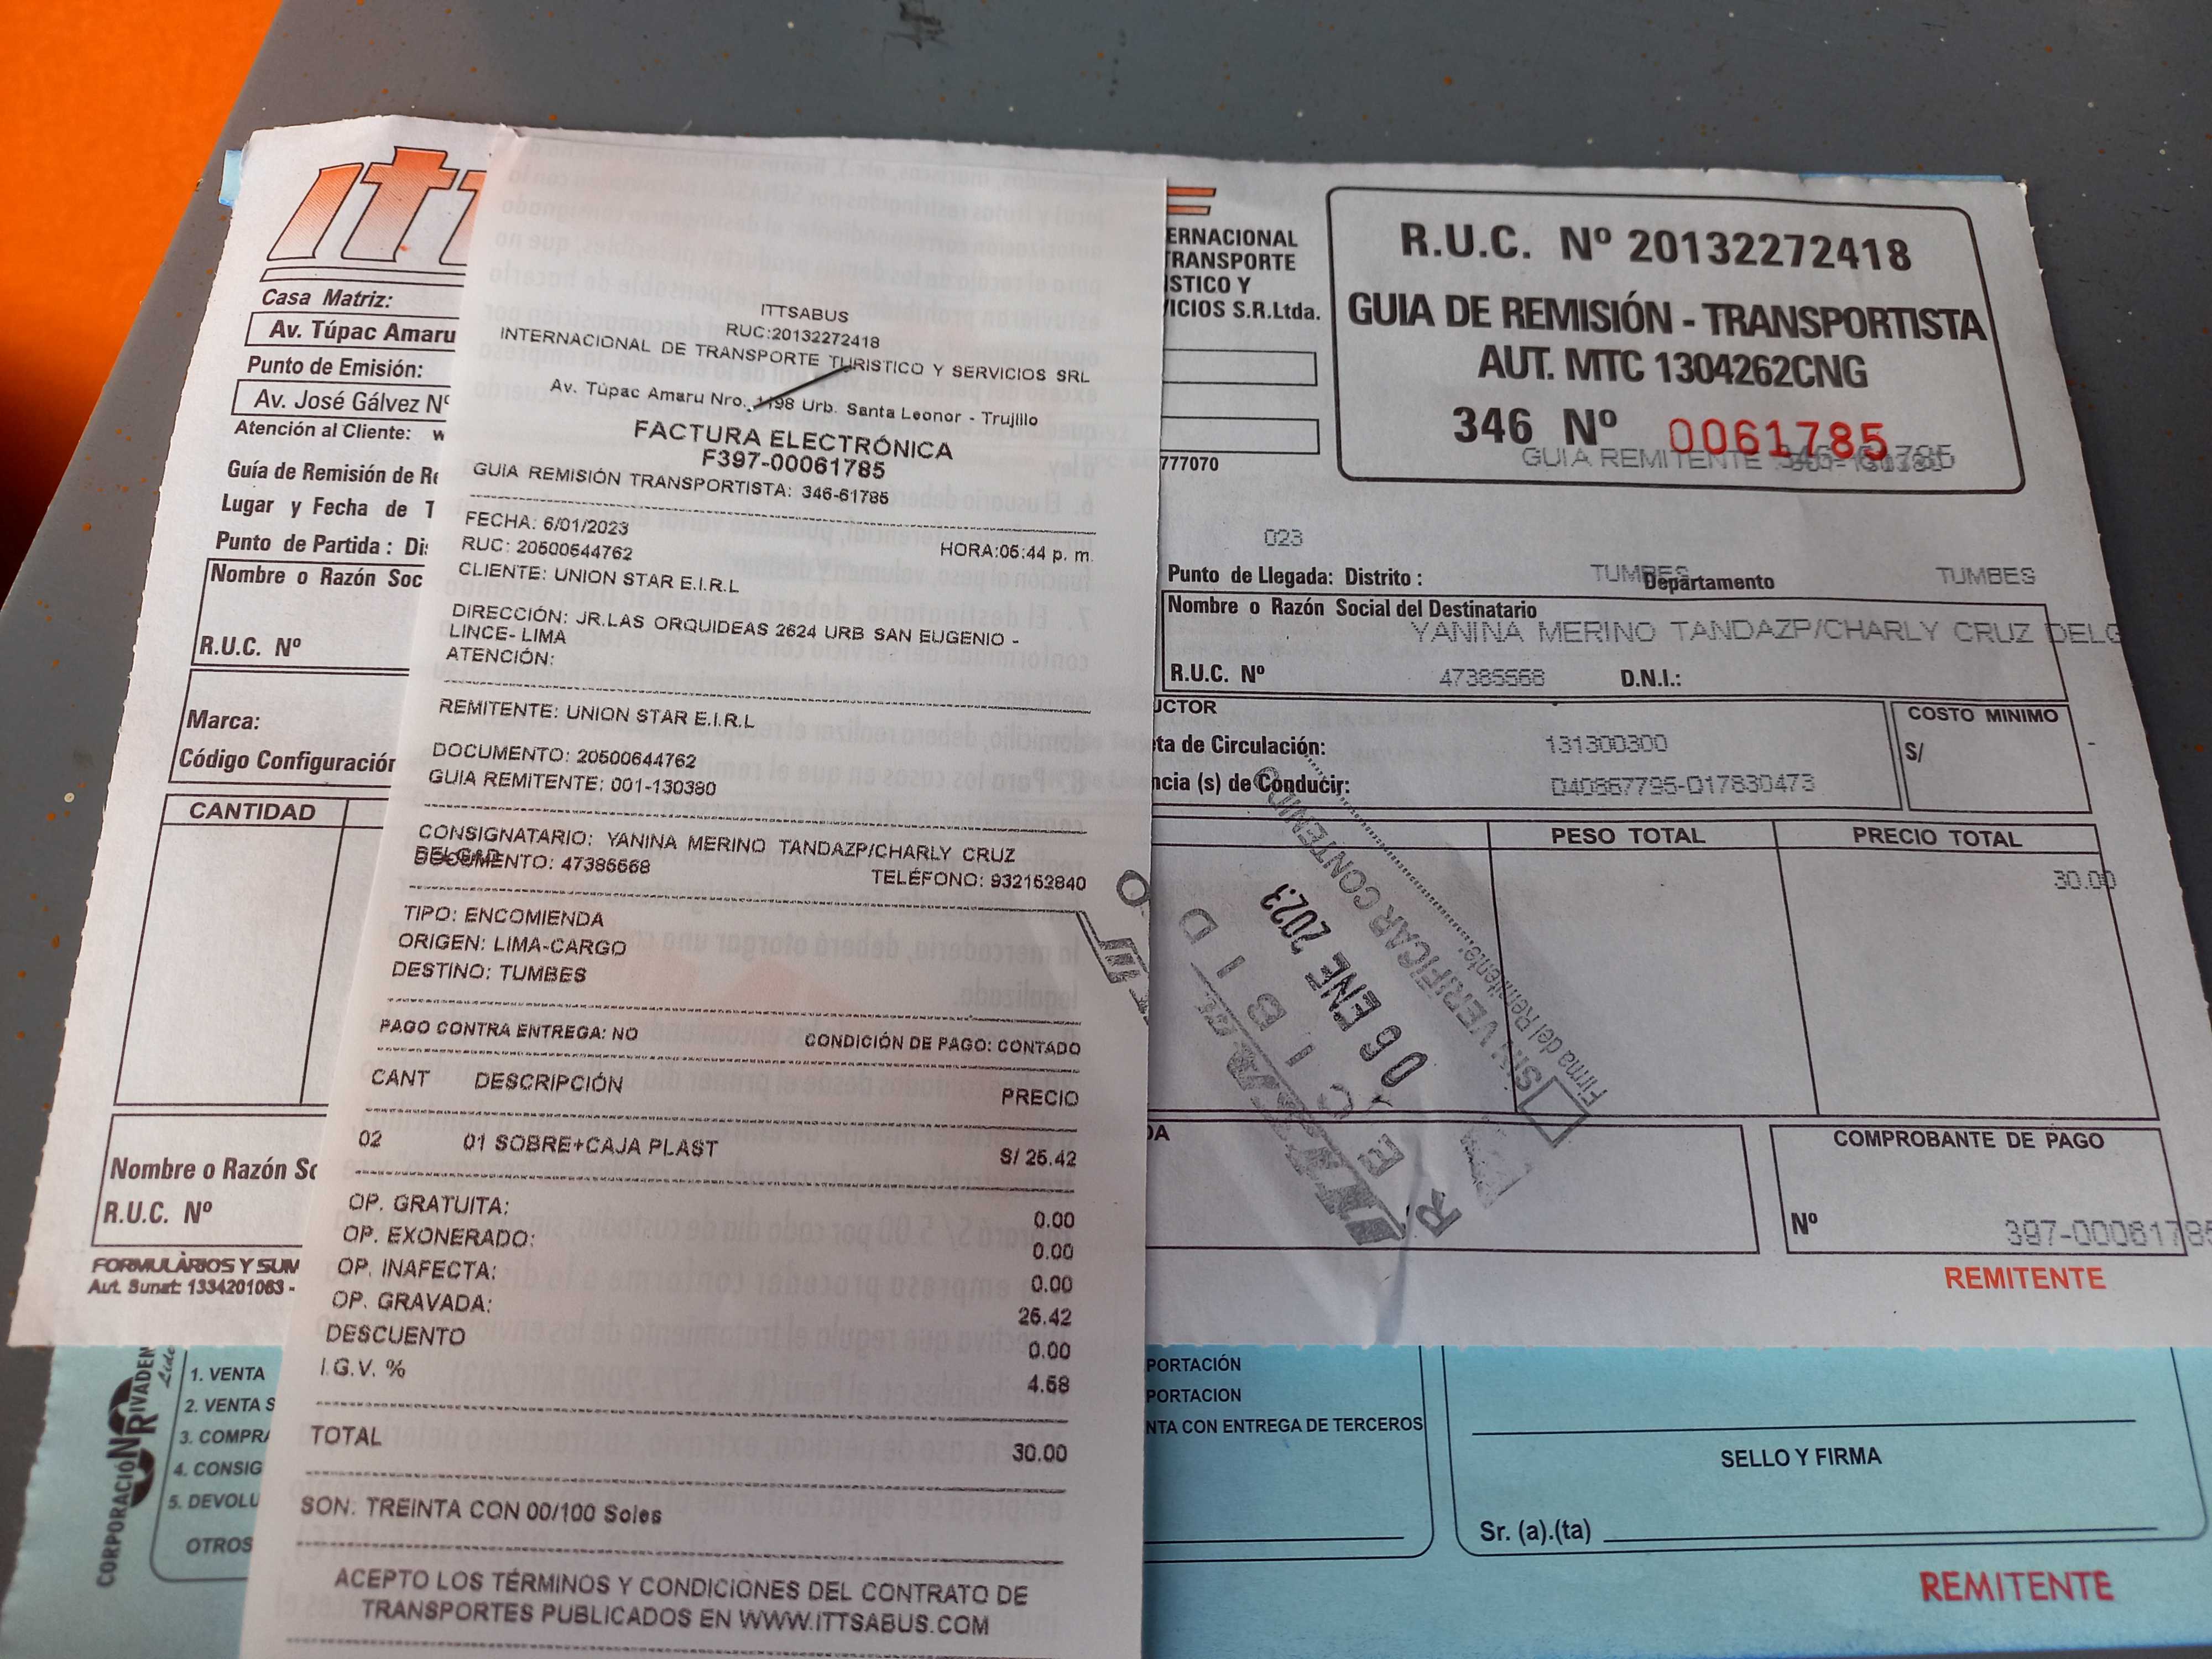 itt
Casa Matriz:
Av. Túpac Amaru
Punto de Emisión:
Av. José Gálvez Nº
Atención al Cliente: w
Guía de Remisión de Re
Lugar y Fecha de T
Punto de Partida : Di
Nombre o Razón Soc
R.U.C. Nº
Marca:
Código Configuración
CANTIDAD
Nombre o Razón So
R.U.C. Nº
FORMULARIOS Y SUM
Aut. Sunat: 1334201063 -
ITTSABUS
RUC:20132272418
INTERNACIONAL DE TRANSPORTE TURISTICO Y SERVICIOS SRL
Av. Túpac Amaru Nro. 1198 Urb. Santa Leonor - Trujillo
FACTURA ELECTRÓNICA
F397-00061785
GUIA REMISIÓN TRANSPORTISTA: 346-61785
FECHA: 6/01/2023
HORA:05:44 p. m.
RUC: 20500644762
CLIENTE: UNION STAR E.I.R.L
DIRECCIÓN: JR.LAS ORQUIDEAS 2624 URB SAN EUGENIO -
LINCE- LIMA
ATENCIÓN:
REMITENTE: UNION STAR E.I.R.L
DOCUMENTO: 20500644762
GUIA REMITENTE: 001-130380
CONSIGNATARIO: YANINA MERINO TANDAZP/CHARLY CRUZ
DELGAD
DOCUMENTO: 47385568
TELÉFONO: 932152840
TIPO: ENCOMIENDA
ORIGEN: LIMA-CARGO
DESTINO: TUMBES
PAGO CONTRA ENTREGA: NO
CONDICIÓN DE PAGO: CONTADO
CANT DESCRIPCIÓN PRECIO
02 01 SOBRE+CAJA PLAST S/ 25.42
OP. GRATUITA: 0.00
OP. EXONERADO: 0.00
OP. INAFECTA: 0.00
OP. GRAVADA: 25.42
DESCUENTO 0.00
I.G.V. % 4.58
TOTAL 30.00
SON: TREINTA CON 00/100 Soles
ACEPTO LOS TÉRMINOS Y CONDICIONES DEL CONTRATO DE
TRANSPORTES PUBLICADOS EN WWW.ITTSABUS.COM
ERNACIONAL
RANSPORTE
ISTICO Y
VICIOS S.R.Ltda.
777070
R.U.C. Nº 20132272418
GUIA DE REMISIÓN - TRANSPORTISTA
AUT. MTC 1304262CNG
346 Nº 0061785
GUIA REMITENTE
023
Punto de Llegada: Distrito : TUMBES Departamento TUMBES
Nombre o Razón Social del Destinatario
YANINA MERINO TANDAZP/CHARLY CRUZ DELG
R.U.C. Nº 47385568 D.N.I.:
UCTOR
ta de Circulación: 131300300
ncia (s) de Conducir: D40867795-D17830473
COSTO MINIMO
S/ -
PESO TOTAL
PRECIO TOTAL
30.00
RECIBIDO
06 ENE 2023
SIN VERIFICAR CONTENIDO
Firma del Remitente:
DA
COMPROBANTE DE PAGO
Nº 397-00061785
REMITENTE
CORPORACIÓN RIVADEN
Lide
1. VENTA
2. VENTA S
3. COMPRA
4. CONSIG
5. DEVOLU
OTROS
PORTACIÓN
PORTACION
NTA CON ENTREGA DE TERCEROS
SELLO Y FIRMA
Sr. (a).(ta)
REMITENTE